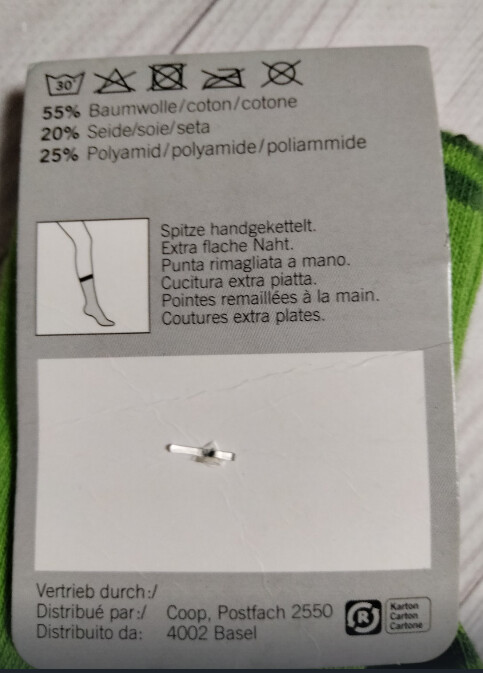 30°
55% Baumwolle/coton/cotone
20% Seide/soie/seta
25% Polyamid/polyamide/poliammide
Spitze handgekettelt.
Extra flache Naht.
Punta rimagliata a mano.
Cucitura extra piatta.
Pointes remaillées à la main.
Coutures extra plates.
Vertrieb durch:/
Distribué par:/ Coop, Postfach 2550
Distribuito da: 4002 Basel
R
Karton
Carton
Cartone